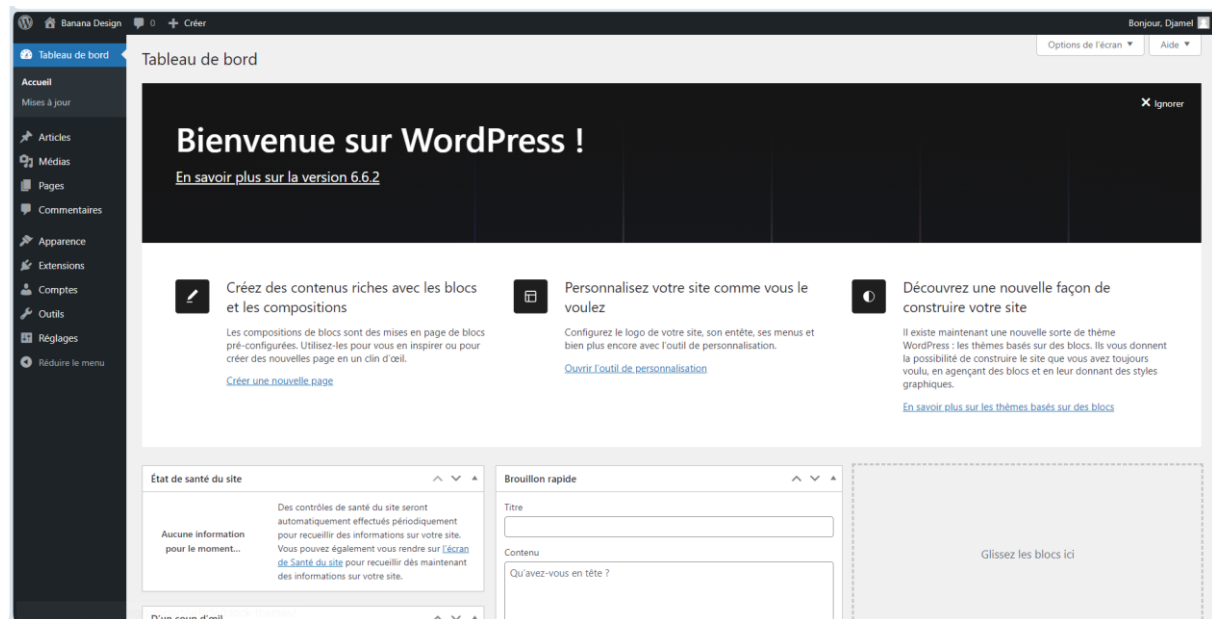 Banana Design 0 Créer
Bonjour, Djamel
Tableau de bord
Accueil
Mises à jour
Articles
Médias
Pages
Commentaires
Apparence
Extensions
Comptes
Outils
Réglages
Réduire le menu
Options de l'écran ▼
Aide ▼
Tableau de bord
Ignorer
Bienvenue sur WordPress !
En savoir plus sur la version 6.6.2
Créez des contenus riches avec les blocs
et les compositions
Les compositions de blocs sont des mises en page de blocs
pré-configurées. Utilisez-les pour vous en inspirer ou pour
créer des nouvelles page en un clin d'œil.
Créer une nouvelle page
Personnalisez votre site comme vous le
voulez
Configurez le logo de votre site, son entête, ses menus et
bien plus encore avec l'outil de personnalisation.
Ouvrir l'outil de personnalisation
Découvrez une nouvelle façon de
construire votre site
Il existe maintenant une nouvelle sorte de thème
WordPress : les thèmes basés sur des blocs. Ils vous donnent
la possibilité de construire le site que vous avez toujours
voulu, en agençant des blocs et en leur donnant des styles
graphiques.
En savoir plus sur les thèmes basés sur des blocs
État de santé du site
Aucune information
pour le moment...
Des contrôles de santé du site seront
automatiquement effectués périodiquement
pour recueillir des informations sur votre site.
Vous pouvez également vous rendre sur l'écran
de Santé du site pour recueillir dès maintenant
des informations sur votre site.
D'un coup d'œil
Brouillon rapide
Titre
Contenu
Qu'avez-vous en tête ?
Glissez les blocs ici